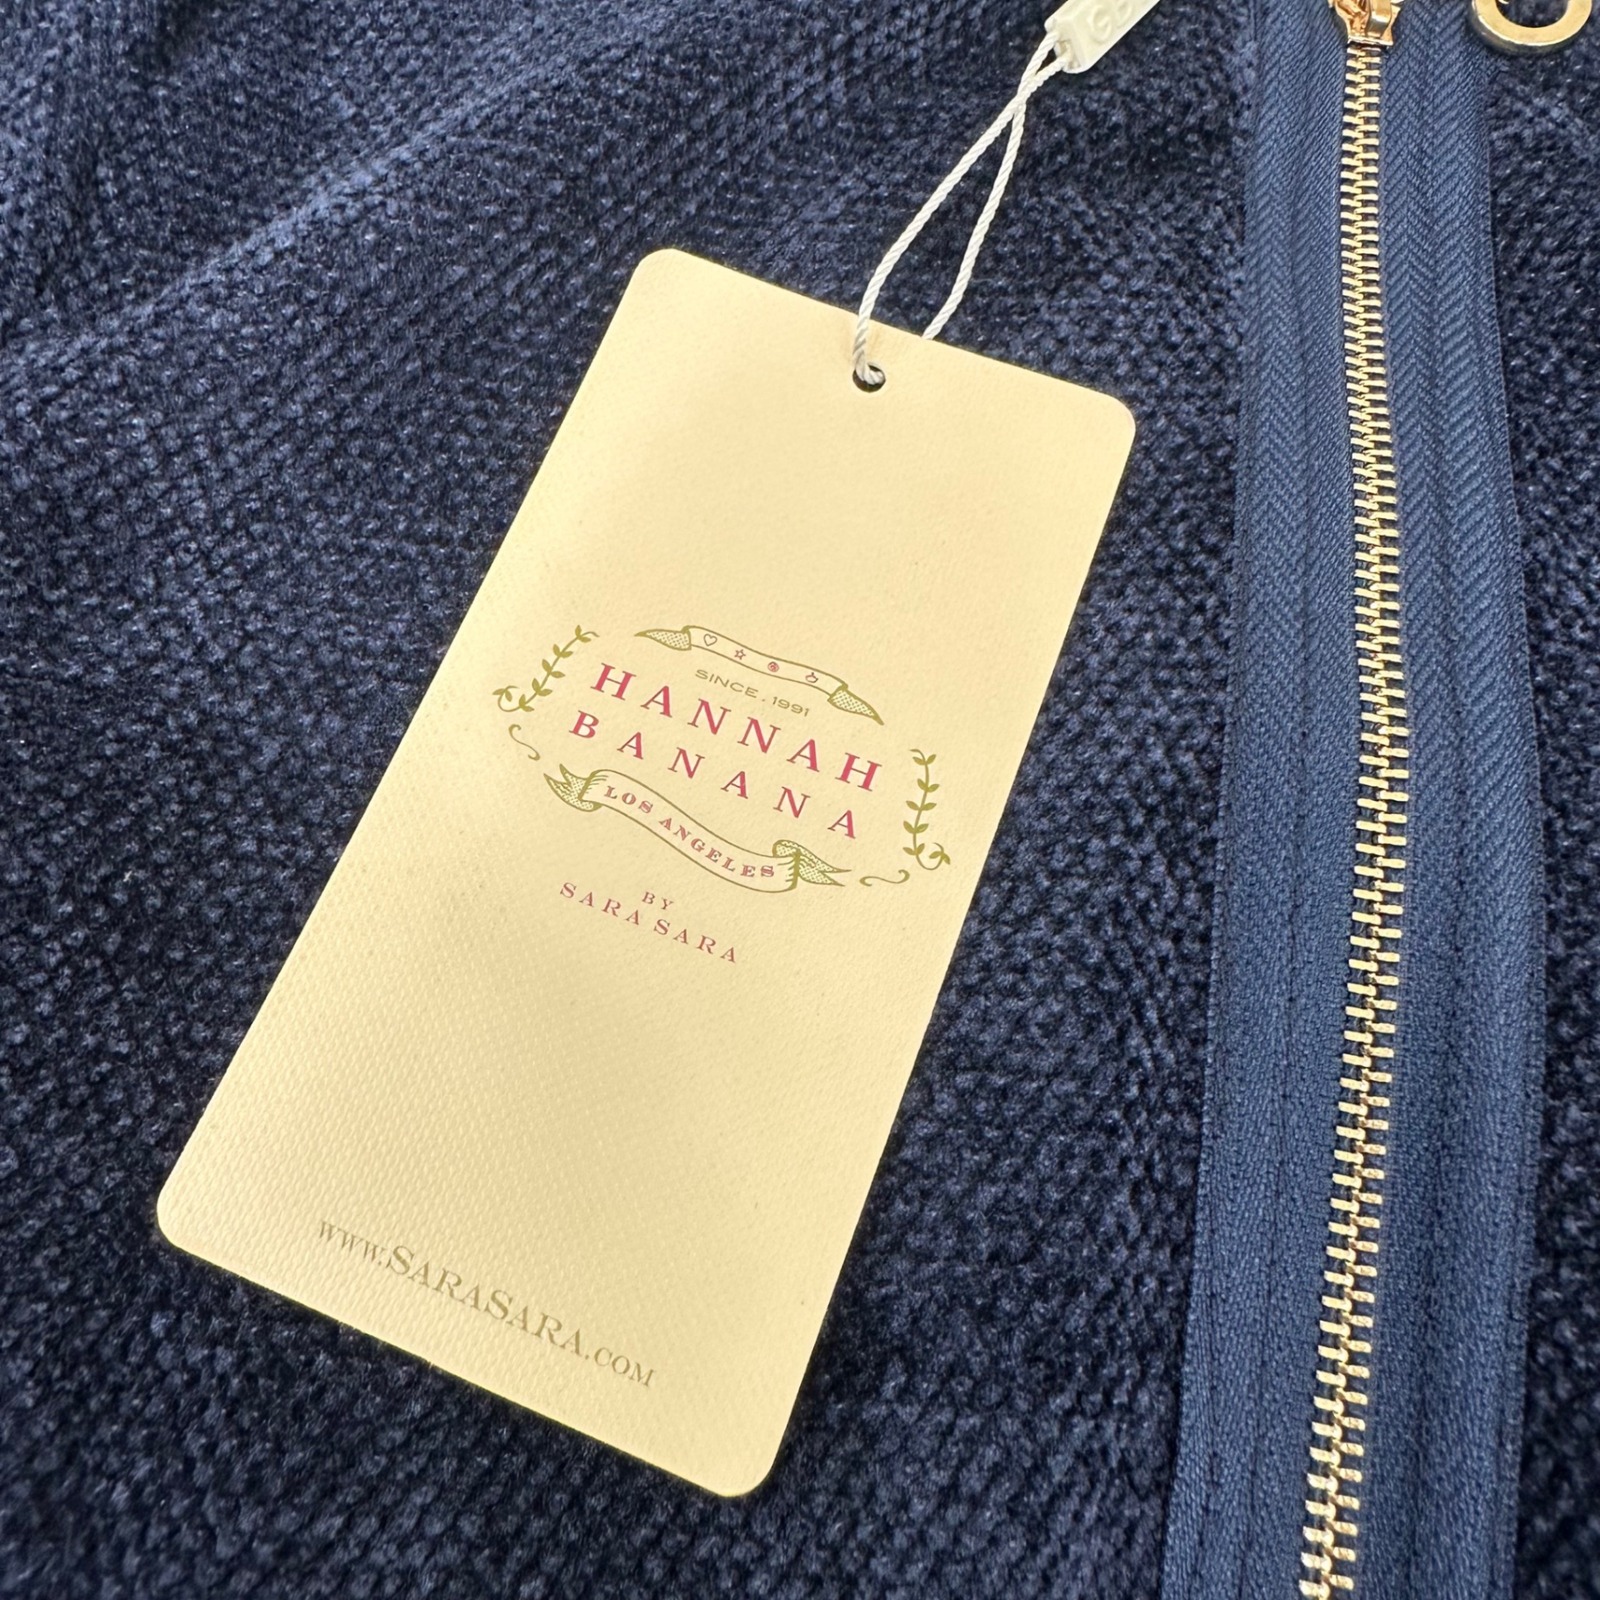 SINCE . 1991
HANNAH
BANANA
LOS ANGELES
BY
SARA SARA
www.SARASARA.COM